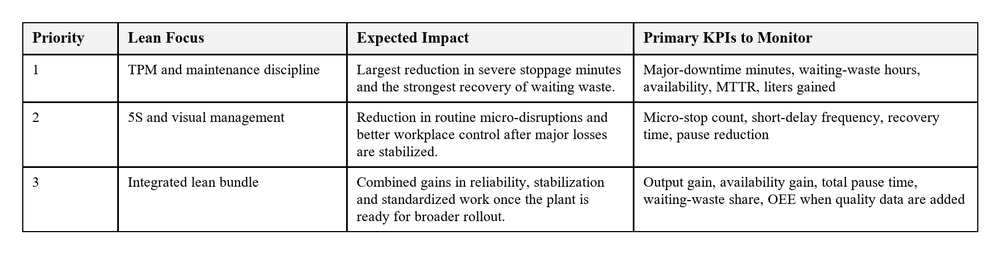 Priority Lean Focus Expected Impact Primary KPIs to Monitor
1 TPM and maintenance discipline Largest reduction in severe stoppage minutes Major-downtime minutes, waiting-waste hours,
and the strongest recovery of waiting waste. availability, MTTR, liters gained
2 5S and visual management Reduction in routine micro-disruptions and Micro-stop count, short-delay frequency, recovery
better workplace control after major losses time, pause reduction
are stabilized.
3 Integrated lean bundle Combined gains in reliability, stabilization Output gain, availability gain, total pause time,
and standardized work once the plant is waiting-waste share, OEE when quality data are added
ready for broader rollout.